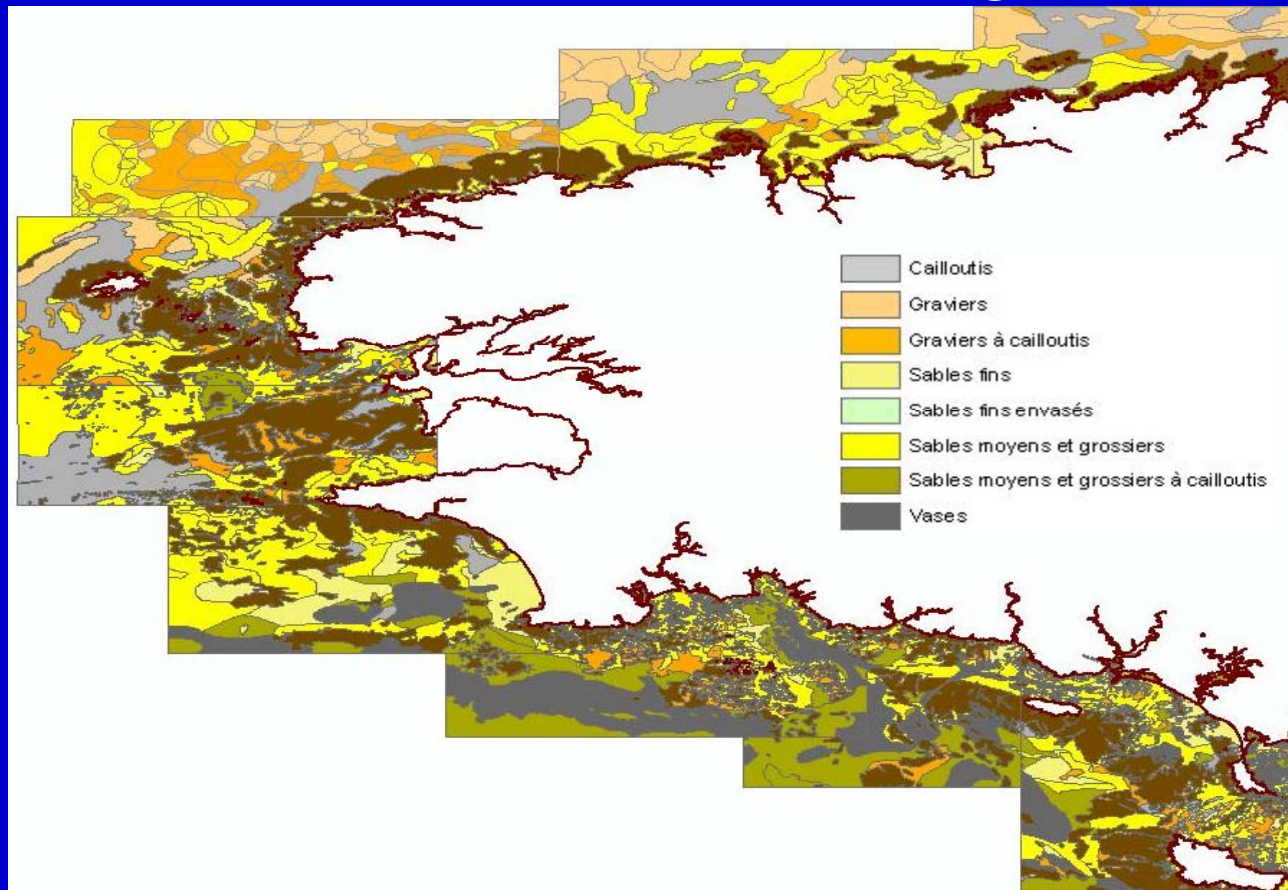 Cailloutis
Graviers
Graviers à cailloutis
Sables fins
Sables fins envasés
Sables moyens et grossiers
Sables moyens et grossiers à cailloutis
Vases